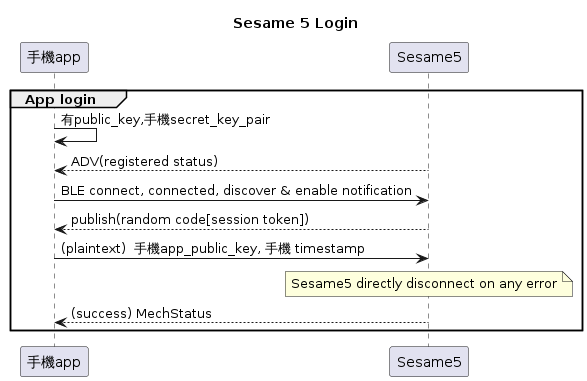 Sesame 5 Login
手機app
Sesame5
App login
有public_key,手機secret_key_pair
ADV(registered status)
BLE connect, connected, discover & enable notification
publish(random code[session token])
(plaintext)  手機app_public_key, 手機 timestamp
Sesame5 directly disconnect on any error
(success) MechStatus
手機app
Sesame5